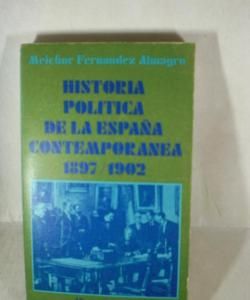 Melchor Fernandez Almagro
HISTORIA
POLITICA
DE LA ESPAÑA
CONTEMPORANEA
1897/1902